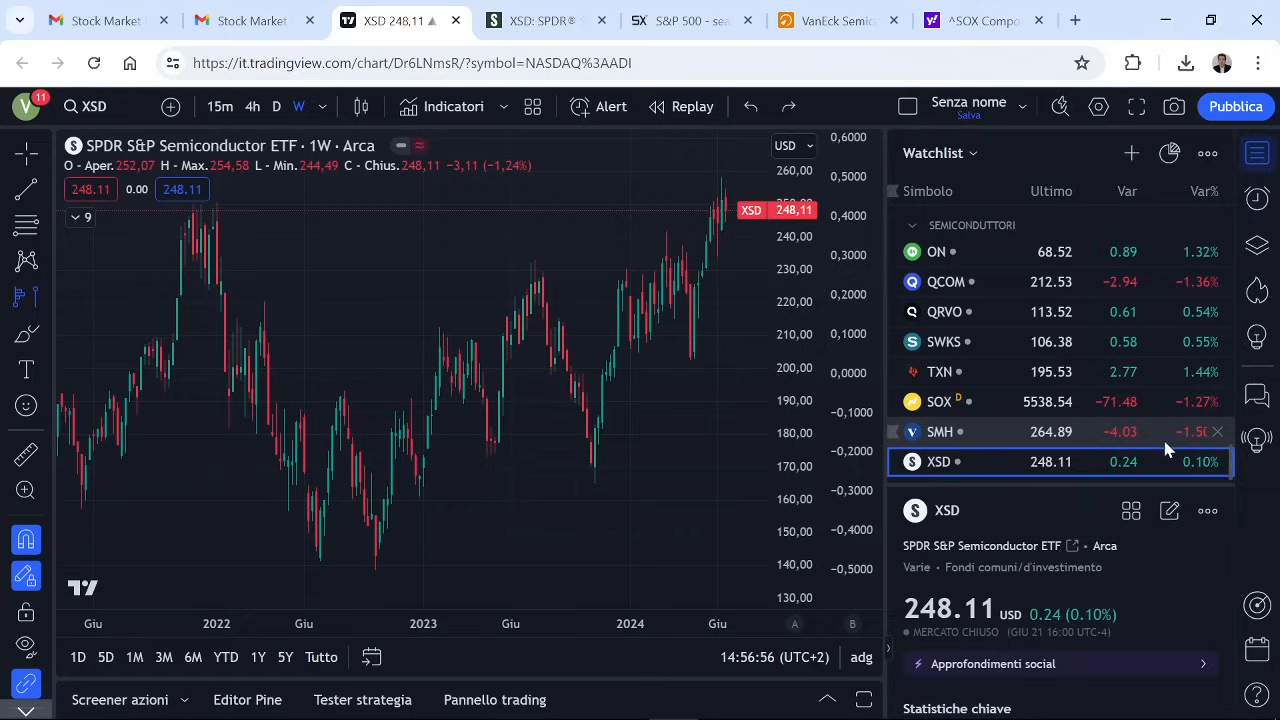 Stock Market
Stock Market
XSD 248,11
XSD: SPDR® S
S&P 500 - sea
VanEck Semic
^SOX Compo
https://it.tradingview.com/chart/Dr6LNmsR/?symbol=NASDAQ%3AADI
V 11
XSD
15m 4h D W
Indicatori
Alert
Replay
Senza nome
Salva
Pubblica
SPDR S&P Semiconductor ETF · 1W · Arca
O - Aper.252,07 H - Max.254,58 L - Min.244,49 C - Chius.248,11 −3,11 (−1,24%)
248.11 0.00 248.11
9
USD
0,6000
0,5000
0,4000
0,3000
0,2000
0,1000
0,0000
−0,1000
−0,2000
−0,3000
−0,4000
−0,5000
260,00
XSD 248,11
240,00
230,00
220,00
210,00
200,00
190,00
180,00
170,00
160,00
150,00
140,00
130,00
Giu 2022 Giu 2023 Giu 2024 Giu
A B
1D 5D 1M 3M 6M YTD 1Y 5Y Tutto
14:56:56 (UTC+2) adg
Screener azioni Editor Pine Tester strategia Pannello trading
Watchlist
Simbolo Ultimo Var Var%
SEMICONDUTTORI
ON 68.52 0.89 1.32%
QCOM 212.53 −2.94 −1.36%
QRVO 113.52 0.61 0.54%
SWKS 106.38 0.58 0.55%
TXN 195.53 2.77 1.44%
SOX D 5538.54 −71.48 −1.27%
SMH 264.89 −4.03 −1.50
XSD 248.11 0.24 0.10%
XSD
SPDR S&P Semiconductor ETF · Arca
Varie · Fondi comuni/d'investimento
248.11 USD 0.24 (0.10%)
MERCATO CHIUSO (GIU 21 16:00 UTC-4)
Approfondimenti social
Statistiche chiave